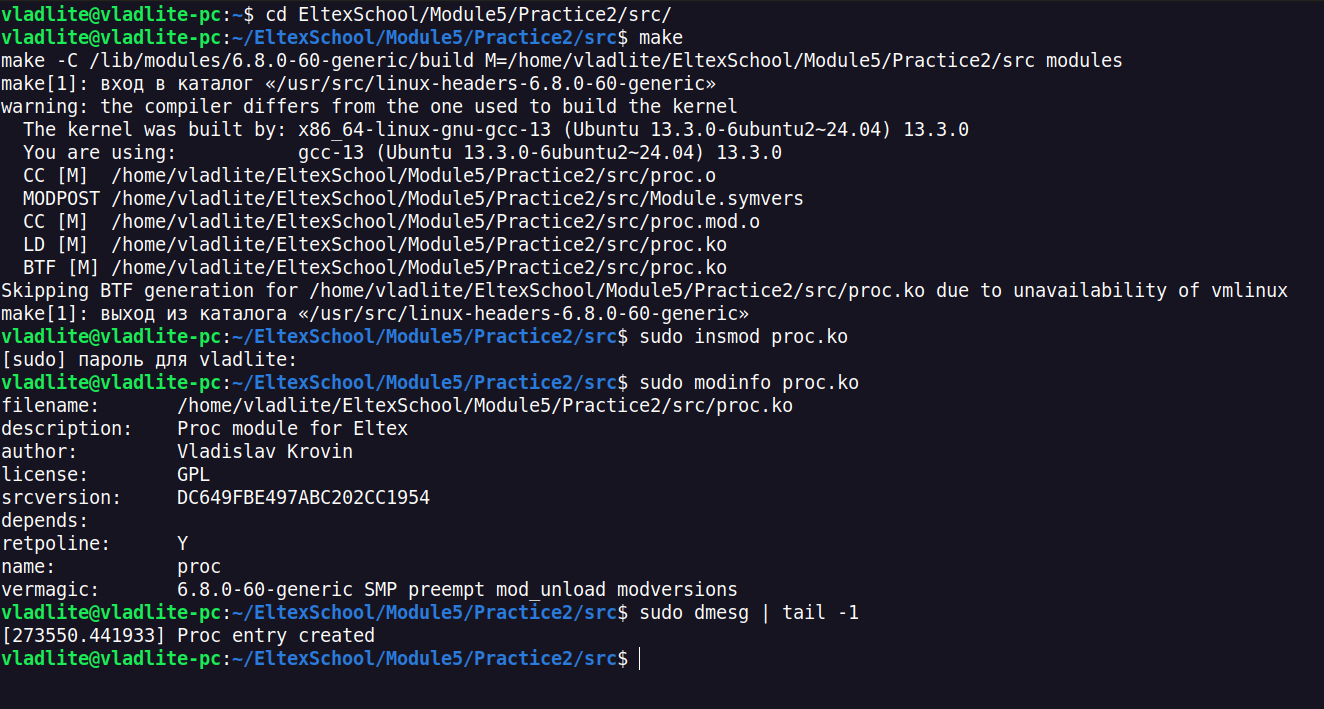 vladlite@vladlite-pc:~$ cd EltexSchool/Module5/Practice2/src/
vladlite@vladlite-pc:~/EltexSchool/Module5/Practice2/src$ make
make -C /lib/modules/6.8.0-60-generic/build M=/home/vladlite/EltexSchool/Module5/Practice2/src modules
make[1]: вход в каталог «/usr/src/linux-headers-6.8.0-60-generic»
warning: the compiler differs from the one used to build the kernel
  The kernel was built by: x86_64-linux-gnu-gcc-13 (Ubuntu 13.3.0-6ubuntu2~24.04) 13.3.0
  You are using:           gcc-13 (Ubuntu 13.3.0-6ubuntu2~24.04) 13.3.0
  CC [M]  /home/vladlite/EltexSchool/Module5/Practice2/src/proc.o
  MODPOST /home/vladlite/EltexSchool/Module5/Practice2/src/Module.symvers
  CC [M]  /home/vladlite/EltexSchool/Module5/Practice2/src/proc.mod.o
  LD [M]  /home/vladlite/EltexSchool/Module5/Practice2/src/proc.ko
  BTF [M] /home/vladlite/EltexSchool/Module5/Practice2/src/proc.ko
Skipping BTF generation for /home/vladlite/EltexSchool/Module5/Practice2/src/proc.ko due to unavailability of vmlinux
make[1]: выход из каталога «/usr/src/linux-headers-6.8.0-60-generic»
vladlite@vladlite-pc:~/EltexSchool/Module5/Practice2/src$ sudo insmod proc.ko
[sudo] пароль для vladlite:
vladlite@vladlite-pc:~/EltexSchool/Module5/Practice2/src$ sudo modinfo proc.ko
filename:       /home/vladlite/EltexSchool/Module5/Practice2/src/proc.ko
description:    Proc module for Eltex
author:         Vladislav Krovin
license:        GPL
srcversion:     DC649FBE497ABC202CC1954
depends:
retpoline:      Y
name:           proc
vermagic:       6.8.0-60-generic SMP preempt mod_unload modversions
vladlite@vladlite-pc:~/EltexSchool/Module5/Practice2/src$ sudo dmesg | tail -1
[273550.441933] Proc entry created
vladlite@vladlite-pc:~/EltexSchool/Module5/Practice2/src$